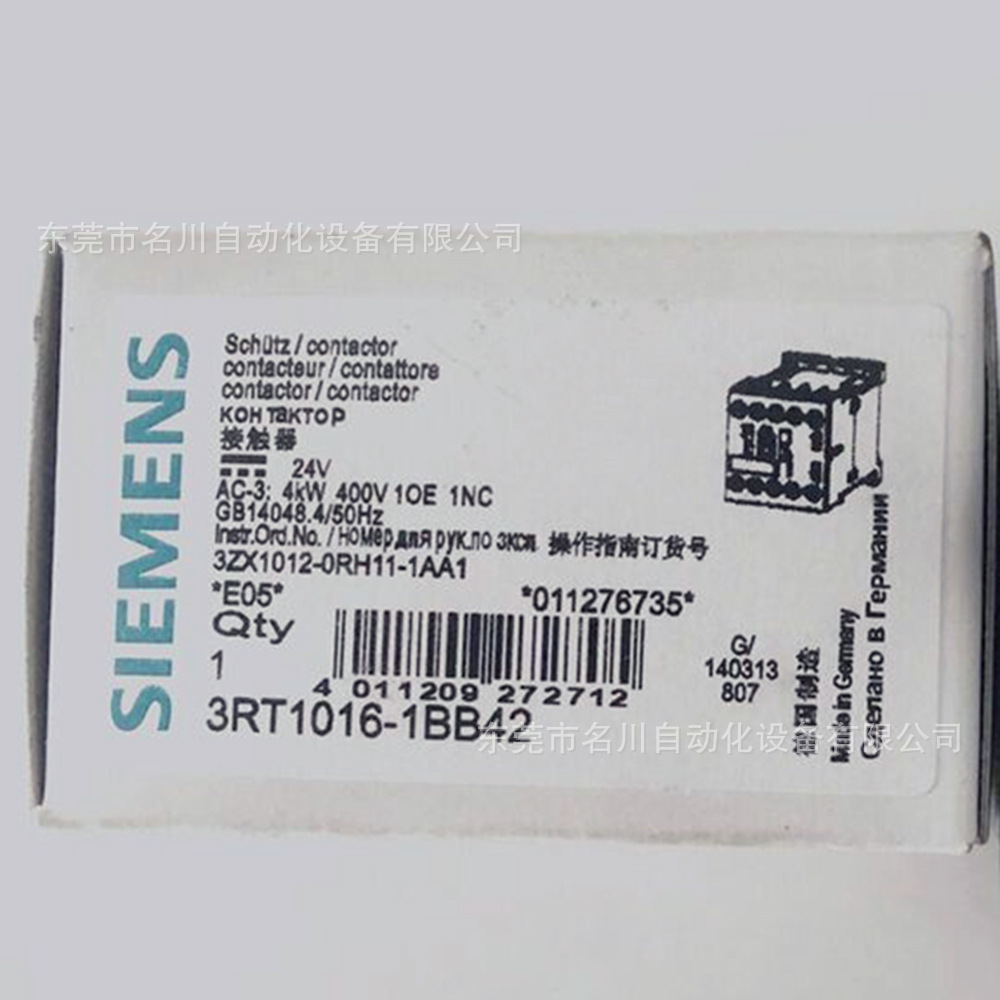 东莞市名川自动化设备有限公司
SIEMENS
Schütz / contactor
contacteur / contattore
contactor / contactor
контактор
接触器
24V
AC-3; 4kW 400V 1OE 1NC
GB14048.4/50Hz
Instr.Ord.No. / номер для рук.по эксп. 操作指南订货号
3ZX1012-0RH11-1AA1
*E05* *011276735*
Qty
1
4 011209 272712
3RT1016-1BB42
G/
140313
807
德国制造
Made in Germany
Сделано в Германии
东莞市名川自动化设备有限公司